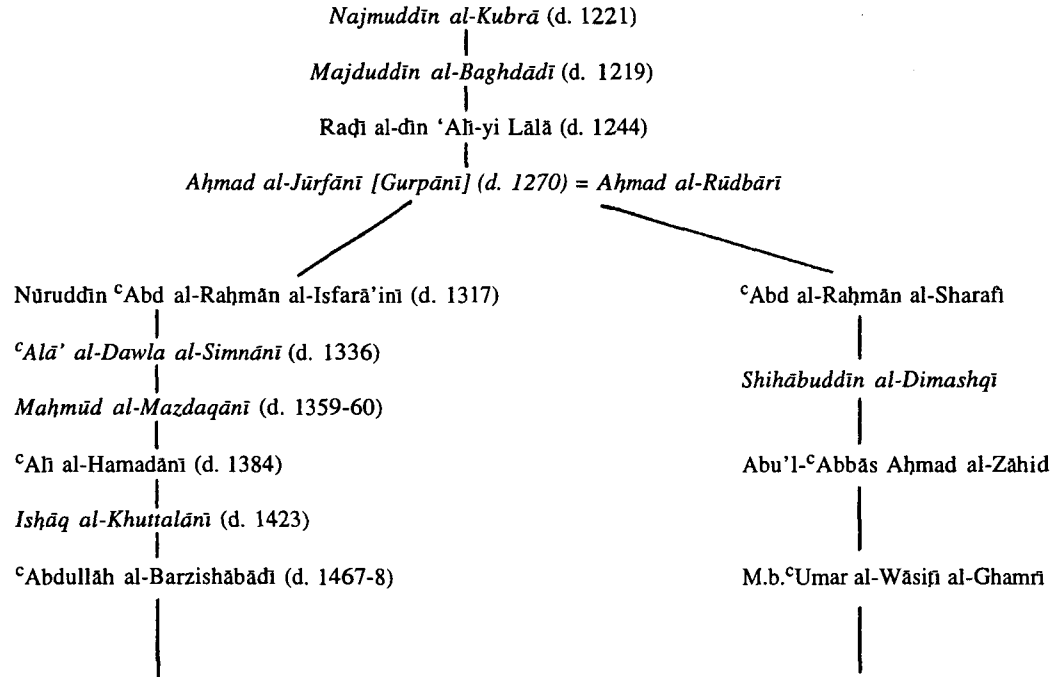 Najmuddīn al-Kubrā (d. 1221)
Majduddīn al-Baghdādī (d. 1219)
Raḍī al-dīn ‘Alī-yi Lālā (d. 1244)
Aḥmad al-Jūrfānī [Gurpānī] (d. 1270) = Aḥmad al-Rūdbārī
Nūruddīn ᶜAbd al-Raḥmān al-Isfarā’inī (d. 1317)
ᶜAlā’ al-Dawla al-Simnánī (d. 1336)
Maḥmūd al-Mazdaqánī (d. 1359-60)
ᶜAlī al-Hamadānī (d. 1384)
Isḥāq al-Khuttalánī (d. 1423)
ᶜAbdullāh al-Barzishābādī (d. 1467-8)
ᶜAbd al-Raḥmān al-Sharafī
Shihābuddīn al-Dimashqī
Abu’l-ᶜAbbās Aḥmad al-Zāhid
M.b.ᶜUmar al-Wāsiṭī al-Ghamrī